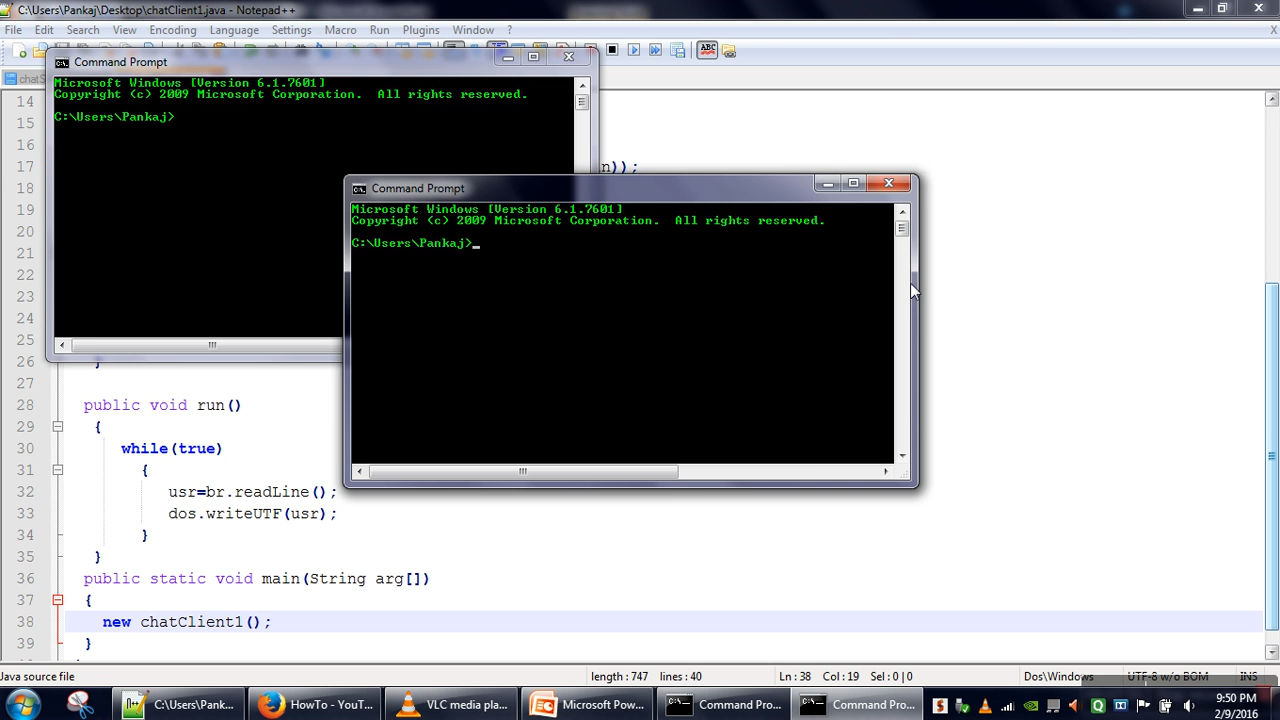 C:\Users\Pankaj\Desktop\chatClient1.java - Notepad++
File Edit Search View Encoding Language Settings Macro Run Plugins Window ?
X
Command Prompt
Microsoft Windows [Version 6.1.7601]
Copyright (c) 2009 Microsoft Corporation.  All rights reserved.
C:\Users\Pankaj>
Command Prompt
Microsoft Windows [Version 6.1.7601]
Copyright (c) 2009 Microsoft Corporation.  All rights reserved.
C:\Users\Pankaj>_
14
15
16
17 n));
18
19
20
21
22
23
24
25
26 }
27
28 public void run()
29 {
30 while(true)
31 {
32 usr=br.readLine();
33 dos.writeUTF(usr);
34 }
35 }
36 public static void main(String arg[])
37 {
38 new chatClient1();
39 }
Java source file length : 747 lines : 40 Ln : 38 Col : 19 Sel : 0 | 0 Dos\Windows UTF-8 w/o BOM INS
C:\Users\Pank... HowTo - YouT... VLC media pla... Microsoft Pow... Command Pro... Command Pro... 9:50 PM
2/9/2016